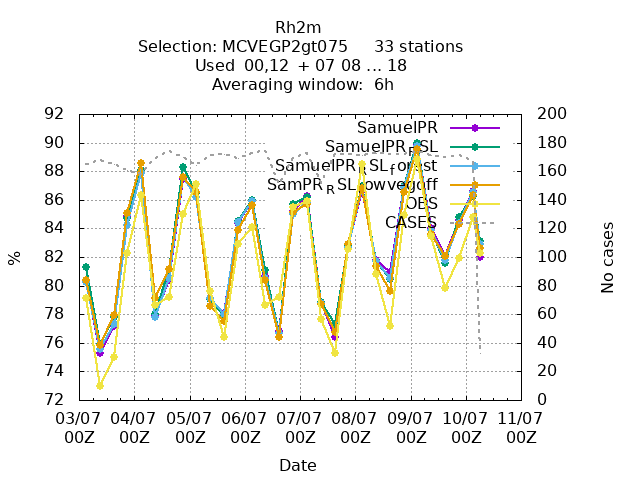 Rh2m
Selection: MCVEGP2gt075 33 stations
Used 00,12 + 07 08 ... 18
Averaging window: 6h
92
90
88
86
84
82
80
78
76
74
72
200
180
160
140
120
100
80
60
40
20
0
%
No cases
SamuelPR
SamuelPR_RSL
SamuelPR_RSL_forest
SamPR_RSL_lowvegdff
OBS
CASES
03/07 04/07 05/07 06/07 07/07 08/07 09/07 10/07 11/07
00Z 00Z 00Z 00Z 00Z 00Z 00Z 00Z 00Z
Date